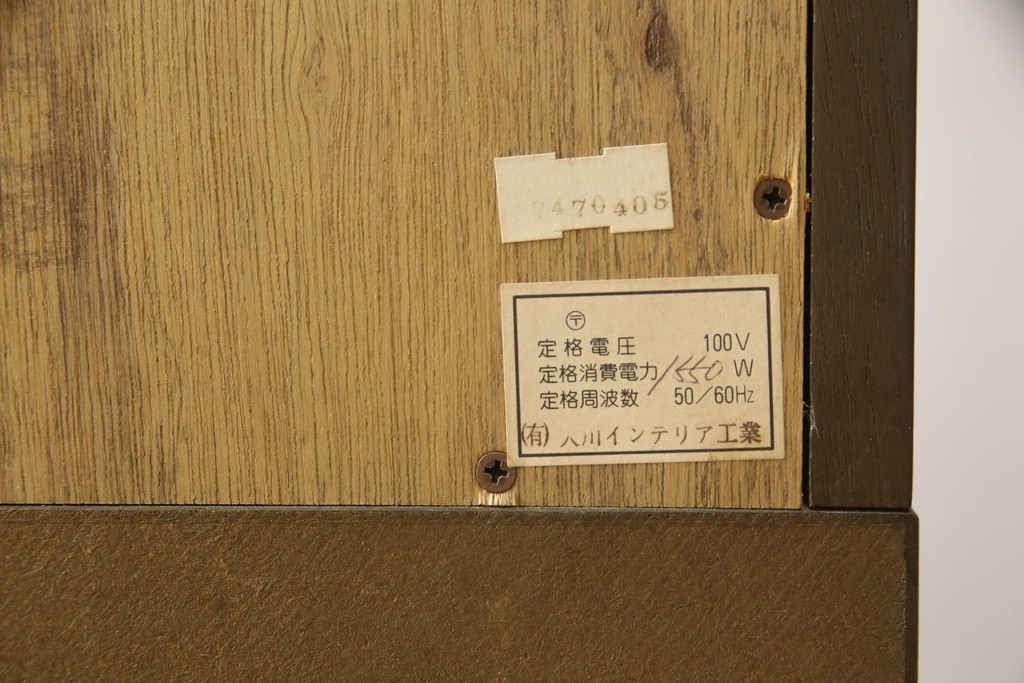 7470405
〶
定格電圧 100V
定格消費電力 1550 W
定格周波数 50/60Hz
(有) 大川インテリア工業